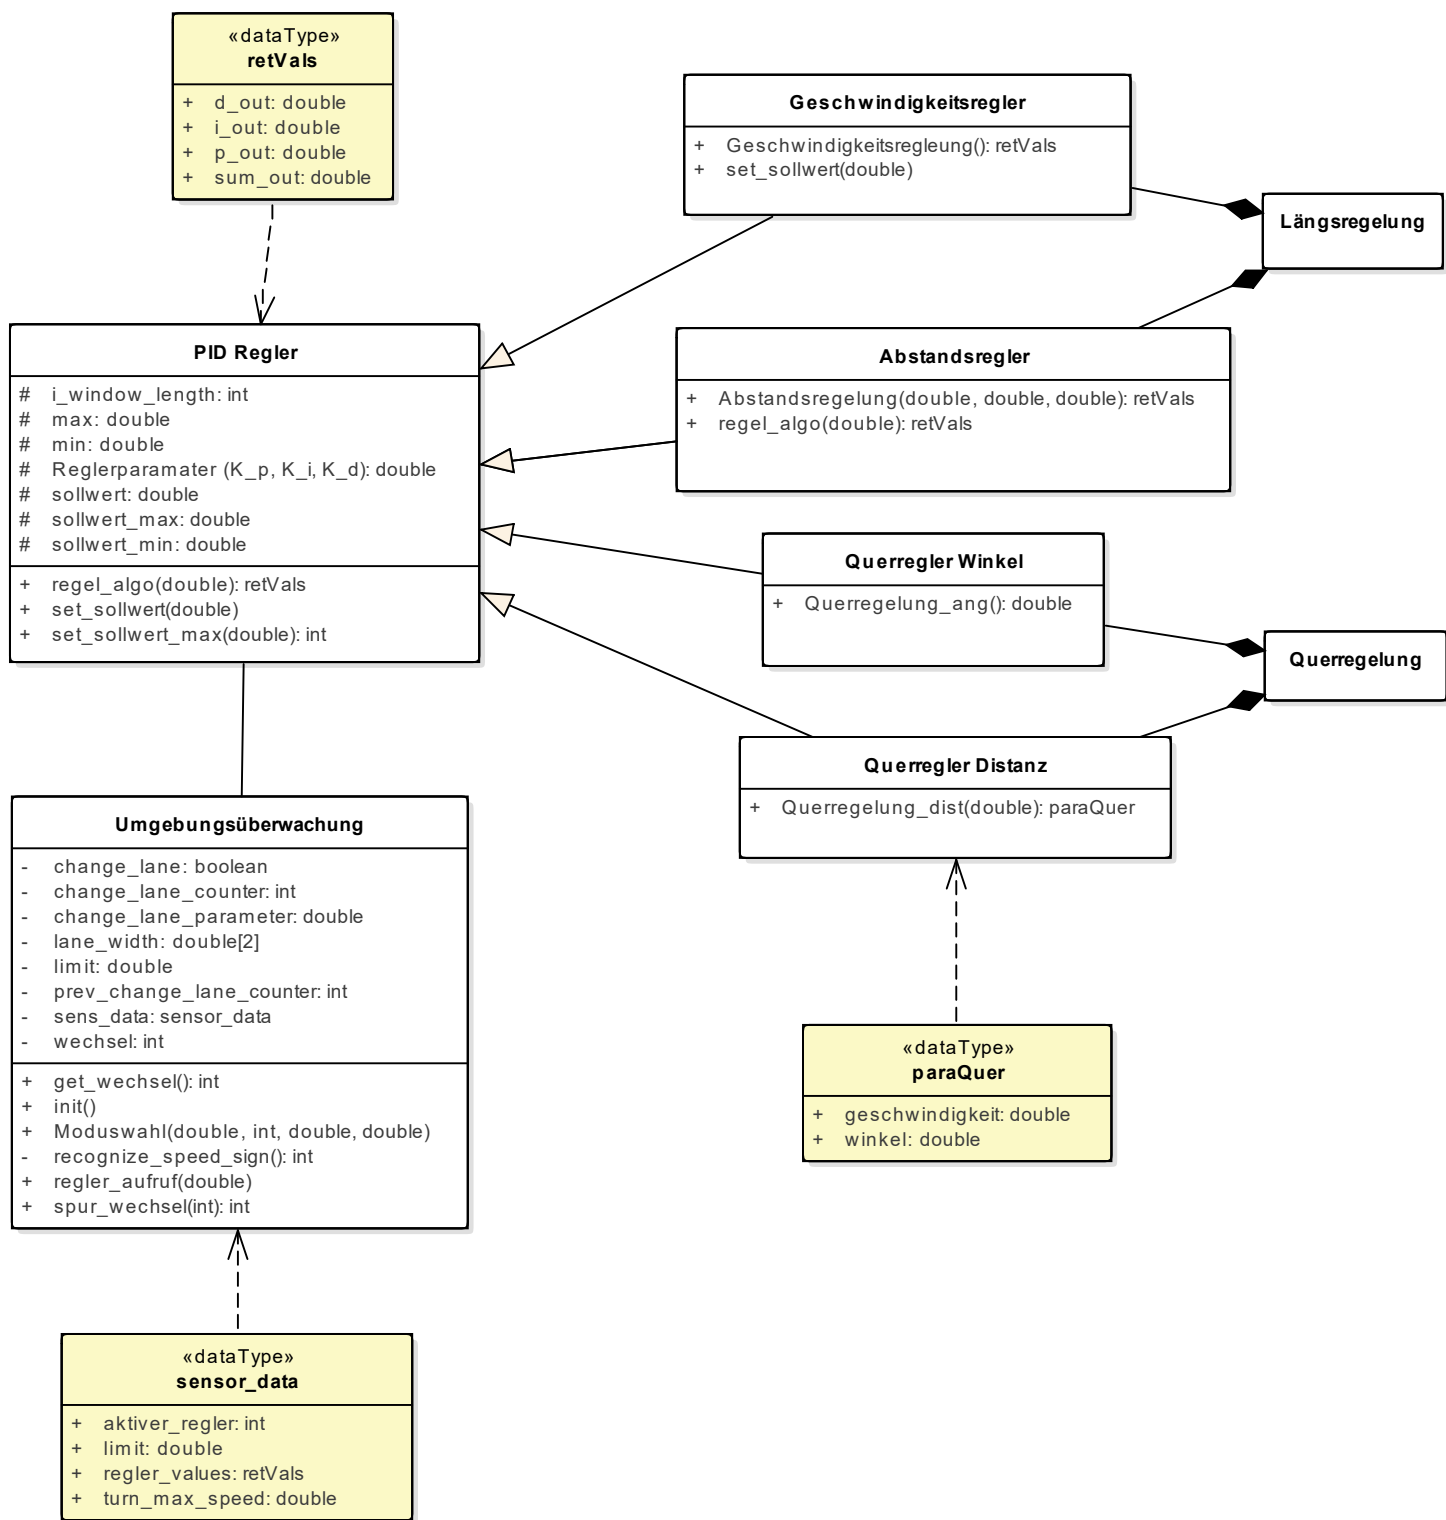 «dataType»
retVals
+ d_out: double
+ i_out: double
+ p_out: double
+ sum_out: double
Geschwindigkeitsregler
+ Geschwindigkeitsregleung(): retVals
+ set_sollwert(double)
Längsregelung
PID Regler
# i_window_length: int
# max: double
# min: double
# Reglerparamater (K_p, K_i, K_d): double
# sollwert: double
# sollwert_max: double
# sollwert_min: double
+ regel_algo(double): retVals
+ set_sollwert(double)
+ set_sollwert_max(double): int
Abstandsregler
+ Abstandsregelung(double, double, double): retVals
+ regel_algo(double): retVals
Querregler Winkel
+ Querregelung_ang(): double
Querregelung
Querregler Distanz
+ Querregelung_dist(double): paraQuer
Umgebungsüberwachung
- change_lane: boolean
- change_lane_counter: int
- change_lane_parameter: double
- lane_width: double[2]
- limit: double
- prev_change_lane_counter: int
- sens_data: sensor_data
- wechsel: int
+ get_wechsel(): int
+ init()
+ Moduswahl(double, int, double, double)
- recognize_speed_sign(): int
+ regler_aufruf(double)
+ spur_wechsel(int): int
«dataType»
paraQuer
+ geschwindigkeit: double
+ winkel: double
«dataType»
sensor_data
+ aktiver_regler: int
+ limit: double
+ regler_values: retVals
+ turn_max_speed: double